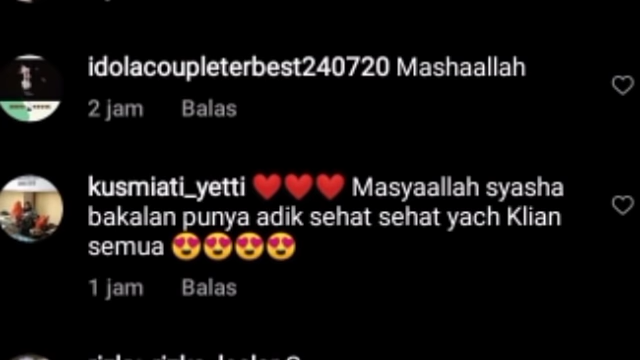 idolacoupleterbest240720 Mashaallah
2 jam Balas
kusmiati_yetti ❤️❤️❤️ Masyaallah syasha
bakalan punya adik sehat sehat yach Klian
semua 😍😍😍😍
1 jam Balas